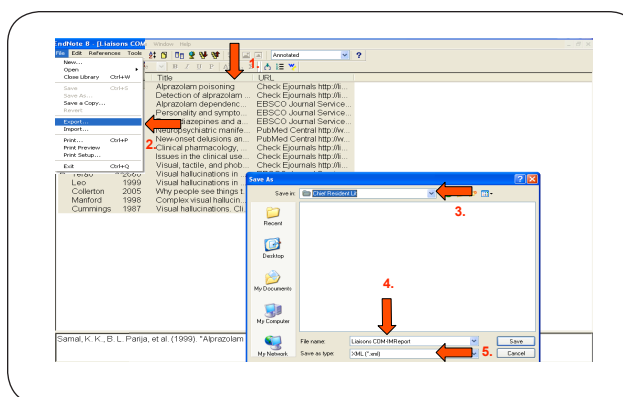 EndNote 8 - [Liaisons COM
Window Help
File Edit References Tools
Annotated
New...
Open
Close Library Ctrl+W
Save Ctrl+S
Save As...
Save a Copy...
Revert
Export...
Import...
Print... Ctrl+P
Print Preview
Print Setup...
Exit Ctrl+Q
1.
2.
Title URL
Alprazolam poisoning Check Ejournals http://li...
Detection of alprazolam ... Check Ejournals http://li...
Alprazolam dependenc... EBSCO Journal Service...
Personality and sympto... EBSCO Journal Service...
PubMed Central http://w...
New-onset delusions an... PubMed Central http://w...
Clinical pharmacology, ... Check Ejournals http://li...
Issues in the clinical use... Check Ejournals http://li...
Visual, tactile, and phob... Check Ejournals http://li...
Visual hallucinations in ...
Leo 1999 Visual hallucinations in ...
Collerton 2005 Why people see things t...
Manford 1998 Complex visual hallucin...
Cummings 1987 Visual hallucinations. Cli...
Save As
Save in: Chief Resident Lit
3.
Recent
Desktop
My Documents
My Computer
My Network
4.
File name: Liaisons COM-IMReport Save
Save as type: XML (*.xml) 5. Cancel
Samal, K. K., B. L. Parija, et al. (1999). "Alprazolam